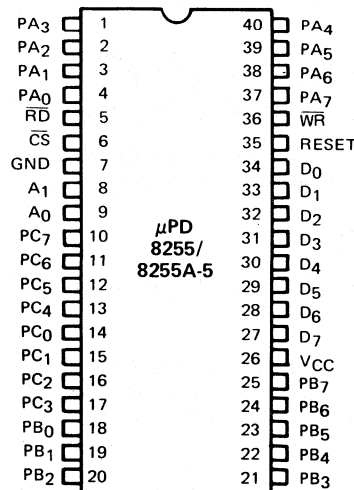 PA3 1 40 PA4
PA2 2 39 PA5
PA1 3 38 PA6
PA0 4 37 PA7
RD 5 36 WR
CS 6 35 RESET
GND 7 34 D0
A1 8 33 D1
A0 9 32 D2
PC7 10 31 D3
PC6 11 30 D4
PC5 12 29 D5
PC4 13 28 D6
PC0 14 27 D7
PC1 15 26 VCC
PC2 16 25 PB7
PC3 17 24 PB6
PB0 18 23 PB5
PB1 19 22 PB4
PB2 20 21 PB3
μPD
8255/
8255A-5